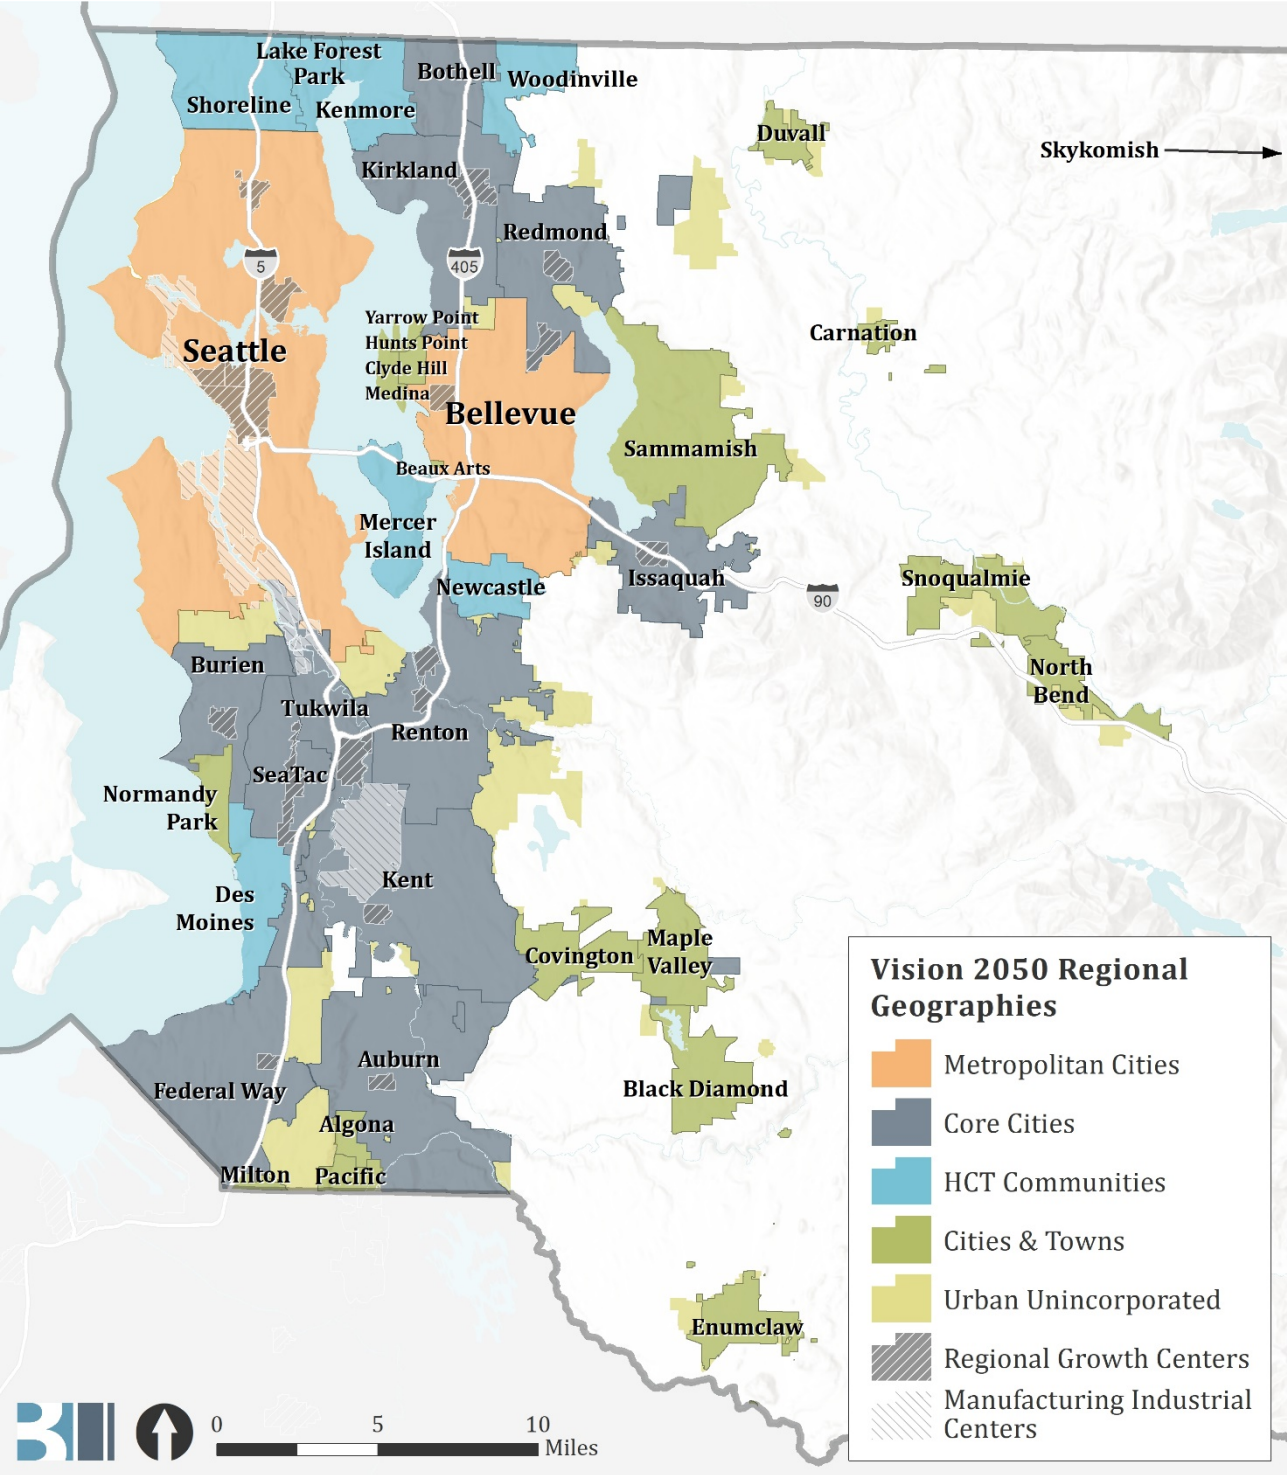 Lake Forest
Park
Bothell
Woodinville
Shoreline
Kenmore
Duvall
Skykomish
Kirkland
Redmond
5
405
Yarrow Point
Hunts Point
Clyde Hill
Medina
Carnation
Seattle
Bellevue
Sammamish
Beaux Arts
Mercer
Island
Newcastle
Issaquah
90
Snoqualmie
Burien
North
Bend
Tukwila
Renton
SeaTac
Normandy
Park
Kent
Des
Moines
Covington
Maple
Valley
Auburn
Federal Way
Black Diamond
Algona
Milton
Pacific
Enumclaw
Vision 2050 Regional
Geographies
Metropolitan Cities
Core Cities
HCT Communities
Cities & Towns
Urban Unincorporated
Regional Growth Centers
Manufacturing Industrial
Centers
0 5 10
Miles